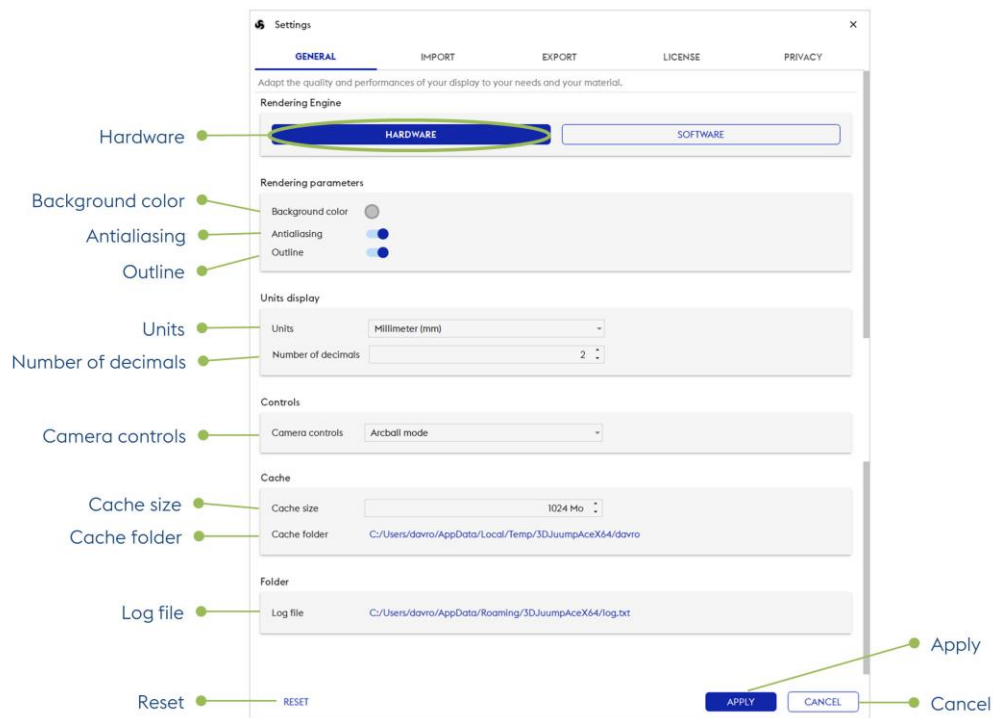 Settings ×
GENERAL IMPORT EXPORT LICENSE PRIVACY
Adapt the quality and performances of your display to your needs and your material.
Rendering Engine
Hardware HARDWARE SOFTWARE
Rendering parameters
Background color Background color
Antialiasing Antialiasing
Outline Outline
Units display
Units Units Millimeter (mm)
Number of decimals Number of decimals 2
Controls
Camera controls Camera controls Arcball mode
Cache
Cache size Cache size 1024 Mo
Cache folder Cache folder C:/Users/davro/AppData/Local/Temp/3DJuumpAceX64/davro
Folder
Log file Log file C:/Users/davro/AppData/Roaming/3DJuumpAceX64/log.txt
Apply
Reset RESET APPLY CANCEL Cancel